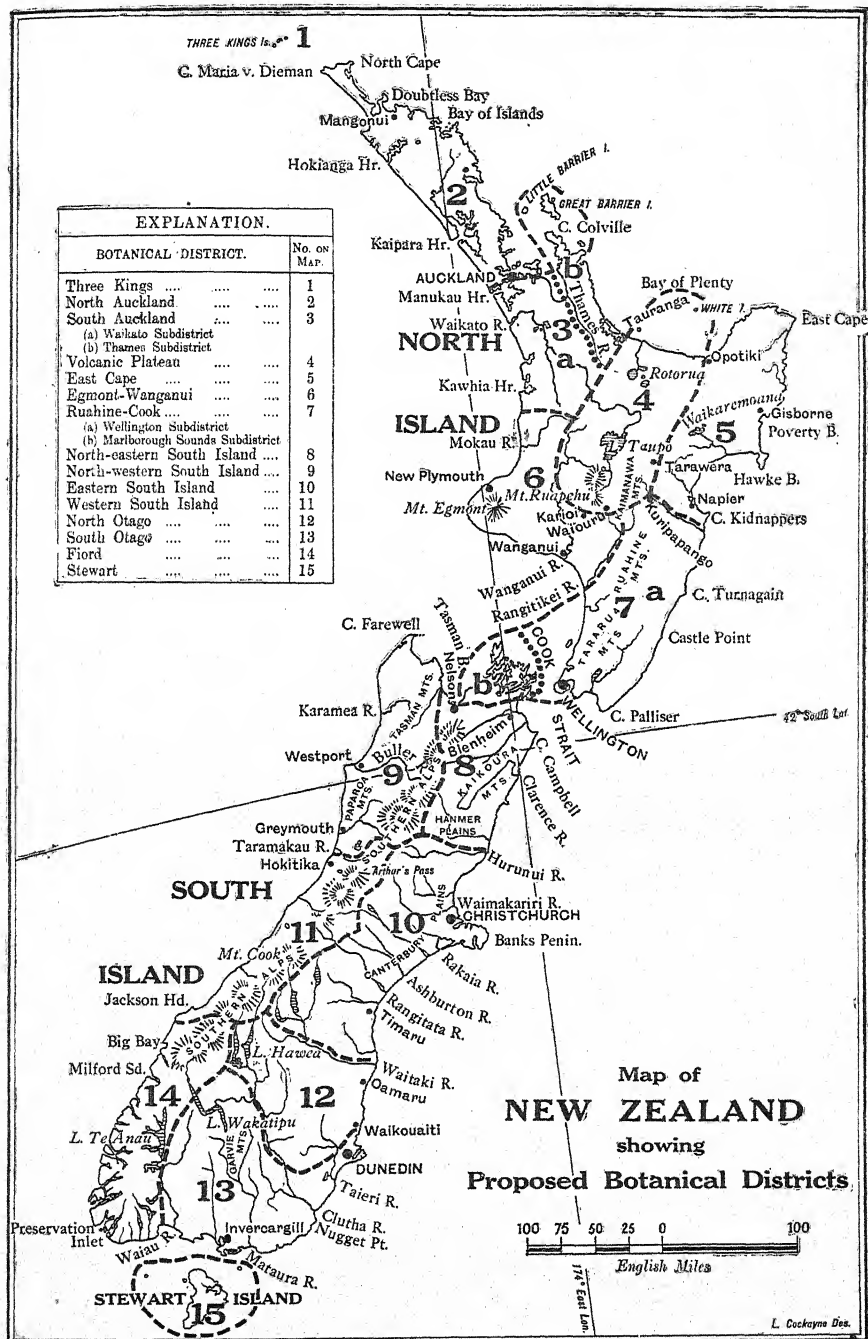 THREE KINGS Is. 1
C. Maria v. Dieman
North Cape
Doubtless Bay
Mangonui
Bay of Islands
Hokianga Hr.
2
LITTLE BARRIER I.
GREAT BARRIER I.
C. Colville
Kaipara Hr.
AUCKLAND
b
Manukau Hr.
Thames R.
Bay of Plenty
Tauranga
WHITE I.
East Cape
Waikato R.
3
a
NORTH
Opotiki
Rotorua
4
Kawhia Hr.
Waikaremoana
Gisborne
Poverty B.
5
ISLAND
Mokau R.
L. Taupo
Tarawera
Hawke B.
6
New Plymouth
Mt. Ruapehu
KAIMANAWA MTS.
Napier
Mt. Egmont
Karioi
Waiouru
Kuripapango
C. Kidnappers
Wanganui
Wanganui R.
Rangitikei R.
RUAHINE MTS.
7
a
C. Turnagain
TARARUA MTS.
Castle Point
EXPLANATION.
BOTANICAL DISTRICT. No. ON MAP.
Three Kings .... .... .... 1
North Auckland. .... .... 2
South Auckland .... .... 3
(a) Waikato Subdistrict
(b) Thames Subdistrict
Volcanic Plateau .... .... 4
East Cape .... .... .... 5
Egmont-Wanganui .... .... 6
Ruahine-Cook .... .... .... 7
(a) Wellington Subdistrict
(b) Marlborough Sounds Subdistrict
North-eastern South Island .... 8
North-western South Island .... 9
Eastern South Island .... 10
Western South Island .... 11
North Otago .... .... .... 12
South Otago .... .... .... 13
Fiord .... .... .... 14
Stewart .... .... .... 15
C. Farewell
Tasman B.
Nelson
COOK
STRAIT
b
WELLINGTON
C. Palliser
42nd South Lat.
Karamea R.
TASMAN MTS.
Westport
Buller
Blenheim
C. Campbell
9
8
KAIKOURA MTS.
Clarence R.
PAPAROA MTS.
SOUTHERN ALPS
Greymouth
HANMER PLAINS
Taramakau R.
Hokitika
Hurunui R.
SOUTH
Arthur's Pass
Waimakariri R.
CHRISTCHURCH
10
11
CANTERBURY PLAINS
Banks Penin.
Mt. Cook
Rakaia R.
ISLAND
Jackson Hd.
Ashburton R.
Rangitata R.
Timaru
SOUTHERN ALPS
Big Bay
L. Hawea
Waitaki R.
Oamaru
Milford Sd.
14
12
L. Te Anau
L. Wakatipu
Waikouaiti
GARVIE MTS.
DUNEDIN
13
Taieri R.
Clutha R.
Nugget Pt.
Preservation Inlet
Invercargill
Waiau R.
Mataura R.
STEWART ISLAND
15
Map of
NEW ZEALAND
showing
Proposed Botanical Districts
100 75 50 25 0 100
English Miles
174° East Lon.
L. Cockayne Des.